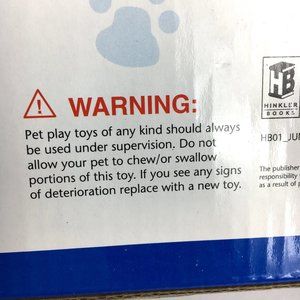 WARNING:
Pet play toys of any kind should always
be used under supervision. Do not
allow your pet to chew/or swallow
portions of this toy. If you see any signs
of deterioration replace with a new toy.
HINKLER
BOOKS
The publisher
responsibility
as a result of